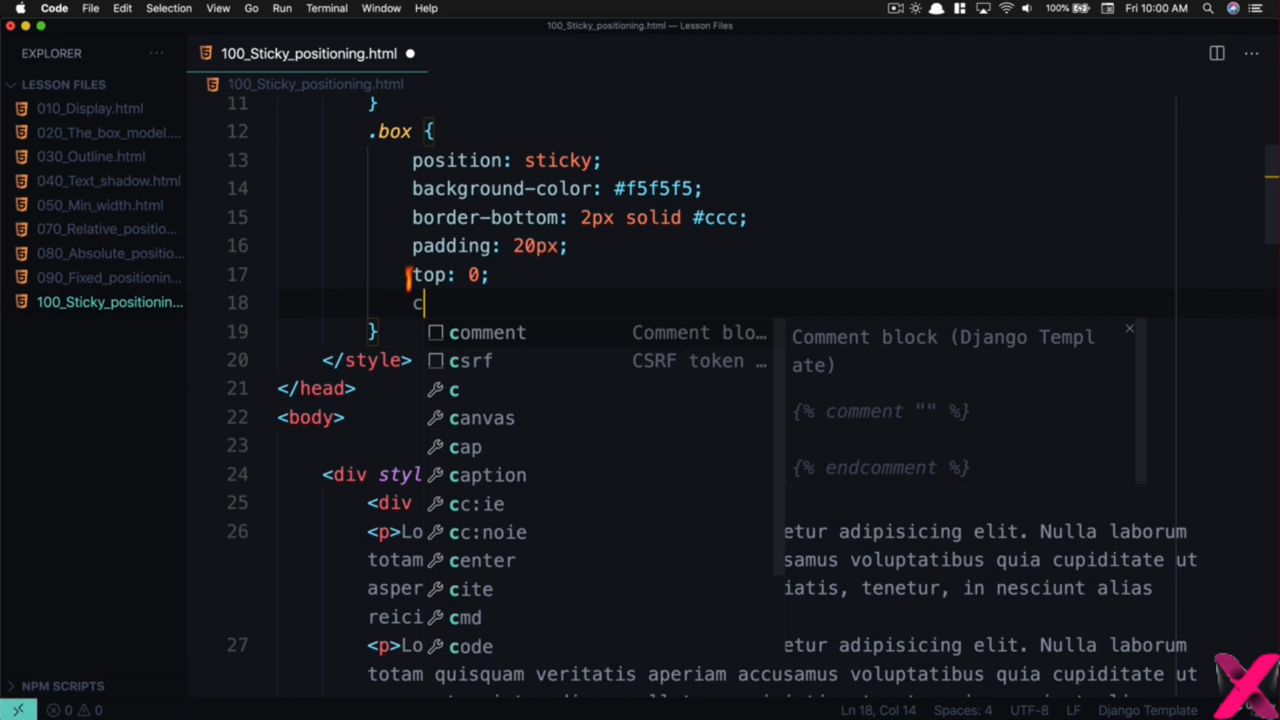 Code File Edit Selection View Go Run Terminal Window Help 100% Fri 10:00 AM
100_Sticky_positioning.html — Lesson Files
EXPLORER
100_Sticky_positioning.html
LESSON FILES
100_Sticky_positioning.html
010_Display.html
020_The_box_model....
030_Outline.html
040_Text_shadow.html
050_Min_width.html
070_Relative_positio...
080_Absolute_positio...
090_Fixed_positionin...
100_Sticky_positionin...
11 }
12 .box {
13 position: sticky;
14 background-color: #f5f5f5;
15 border-bottom: 2px solid #ccc;
16 padding: 20px;
17 top: 0;
18 c
19 }
20 </style>
21 </head>
22 <body>
23
24 <div styl
25 <div
26 <p>Lo etur adipisicing elit. Nulla laborum
totam samus voluptatibus quia cupiditate ut
asper iatis, tenetur, in nesciunt alias
reici
27 <p>Lo etur adipisicing elit. Nulla laborum
totam quisquam veritatis aperiam accusamus voluptatibus quia cupiditate ut
comment Comment blo...
csrf CSRF token ...
c
canvas
cap
caption
cc:ie
cc:noie
center
cite
cmd
code
Comment block (Django Templ
ate)
{% comment "" %}
{% endcomment %}
NPM SCRIPTS
0 0 Ln 18, Col 14 Spaces: 4 UTF-8 LF Django Template
X